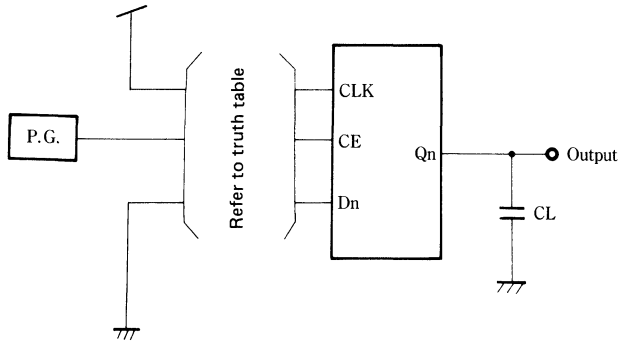 P.G.
Refer to truth table
CLK
CE
Dn
Qn
Output
CL